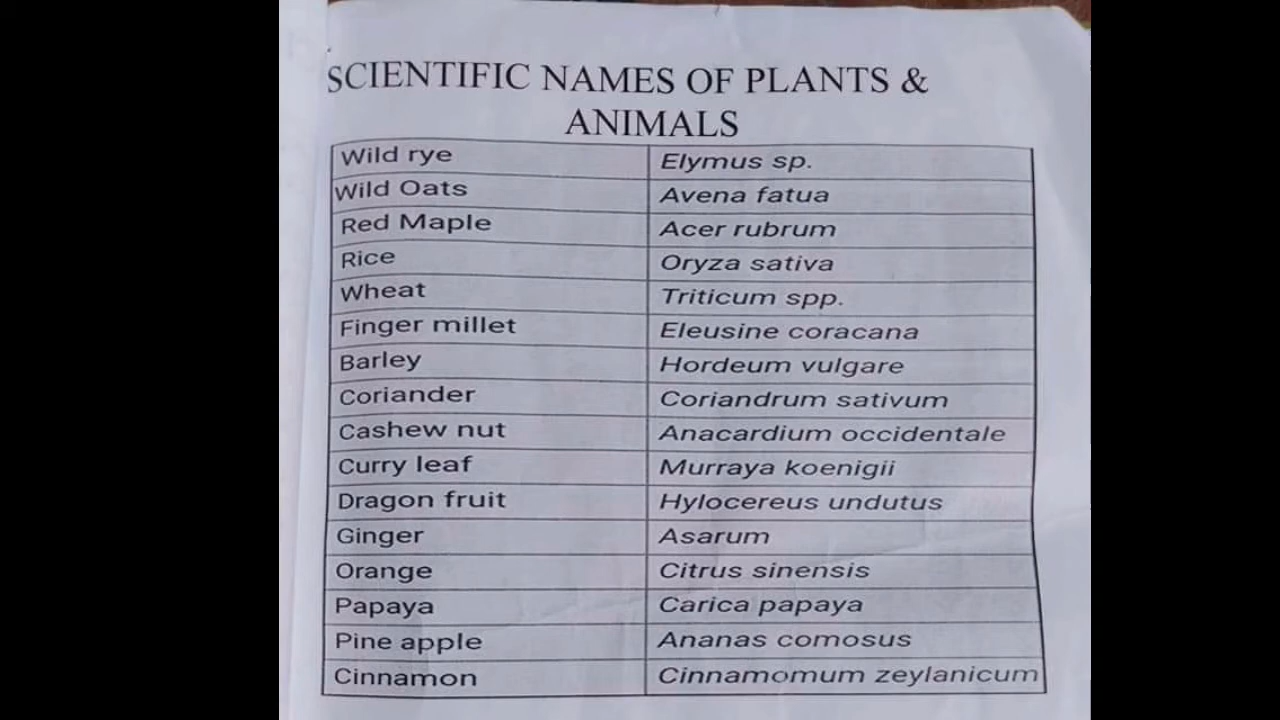 SCIENTIFIC NAMES OF PLANTS &
ANIMALS
Wild rye Elymus sp.
Wild Oats Avena fatua
Red Maple Acer rubrum
Rice Oryza sativa
Wheat Triticum spp.
Finger millet Eleusine coracana
Barley Hordeum vulgare
Coriander Coriandrum sativum
Cashew nut Anacardium occidentale
Curry leaf Murraya koenigii
Dragon fruit Hylocereus undutus
Ginger Asarum
Orange Citrus sinensis
Papaya Carica papaya
Pine apple Ananas comosus
Cinnamon Cinnamomum zeylanicum